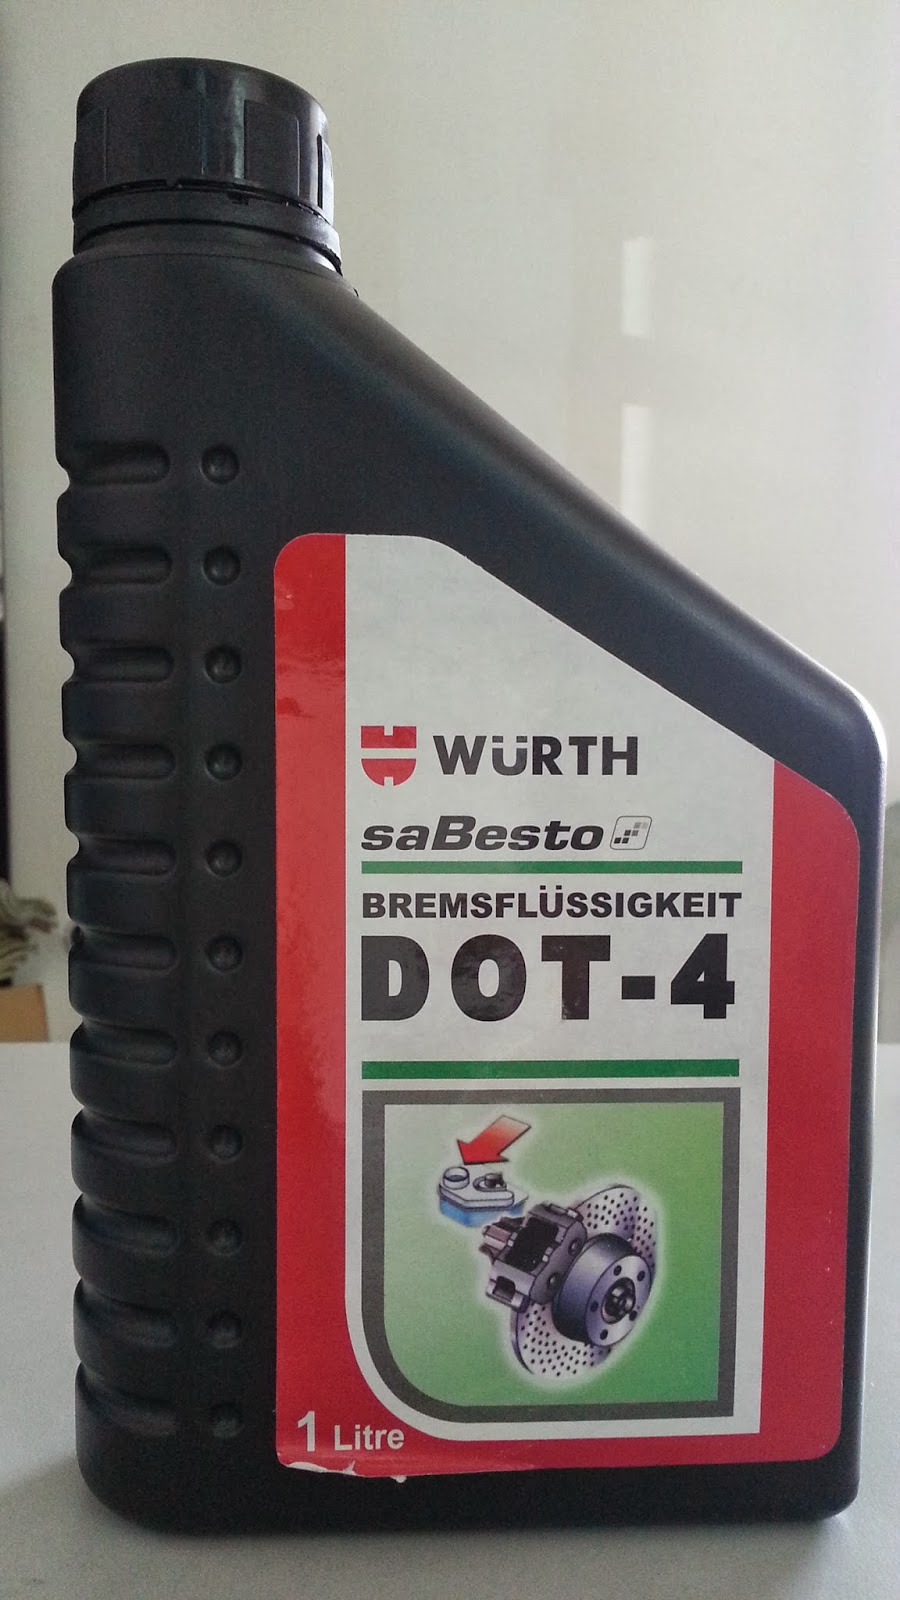 WÜRTH
saBesto
BREMSFLÜSSIGKEIT
DOT-4
1 Litre